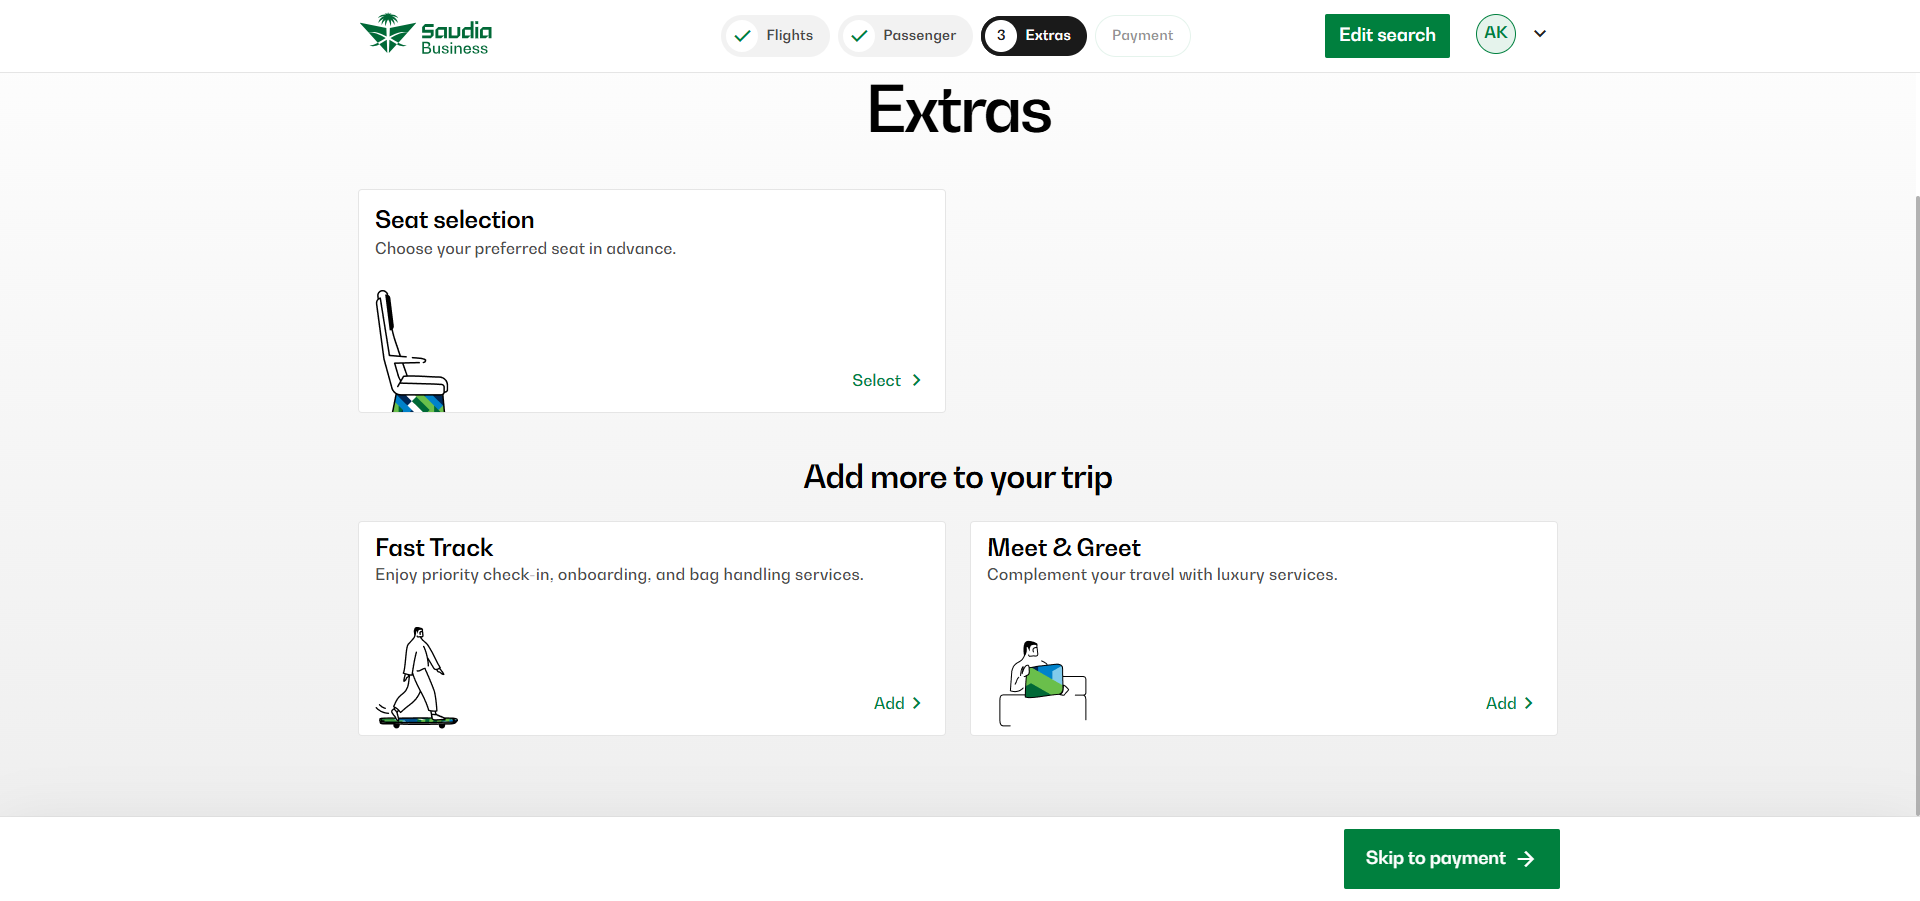 Saudia
Business
Flights
Passenger
3 Extras
Payment
Edit search
AK
Extras
Seat selection
Choose your preferred seat in advance.
Select
Add more to your trip
Fast Track
Enjoy priority check-in, onboarding, and bag handling services.
Add
Meet & Greet
Complement your travel with luxury services.
Add
Skip to payment